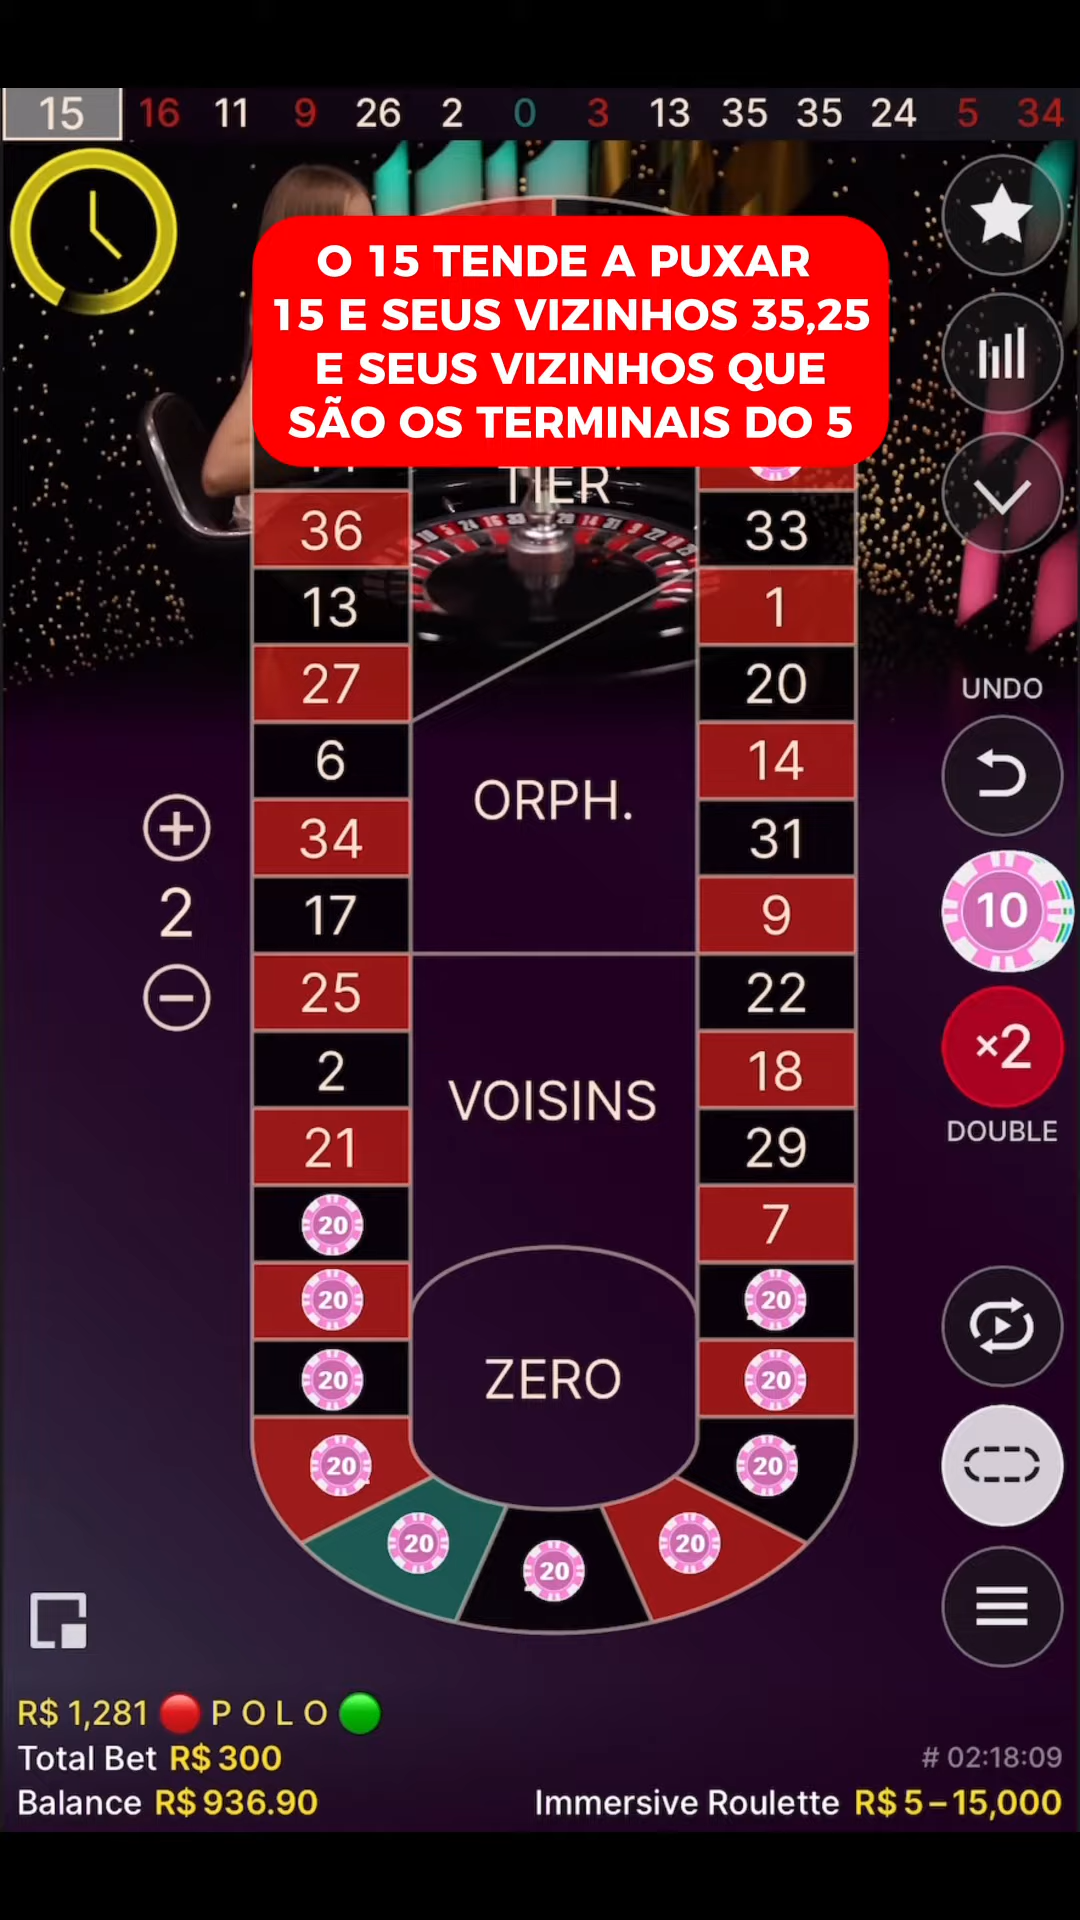 15 16 11 9 26 2 0 3 13 35 35 24 5 34
O 15 TENDE A PUXAR
15 E SEUS VIZINHOS 35,25
E SEUS VIZINHOS QUE
SÃO OS TERMINAIS DO 5
TIER
36 33
13 1
27 20
UNDO
6 14
ORPH.
34 31
2 17 9 10
25 22
2 18 ×2
VOISINS
21 29 DOUBLE
20 7
20 20
20 ZERO 20
20 20
20 20 20
R$ 1,281 P O L O
Total Bet R$ 300 # 02:18:09
Balance R$ 936.90 Immersive Roulette R$ 5–15,000